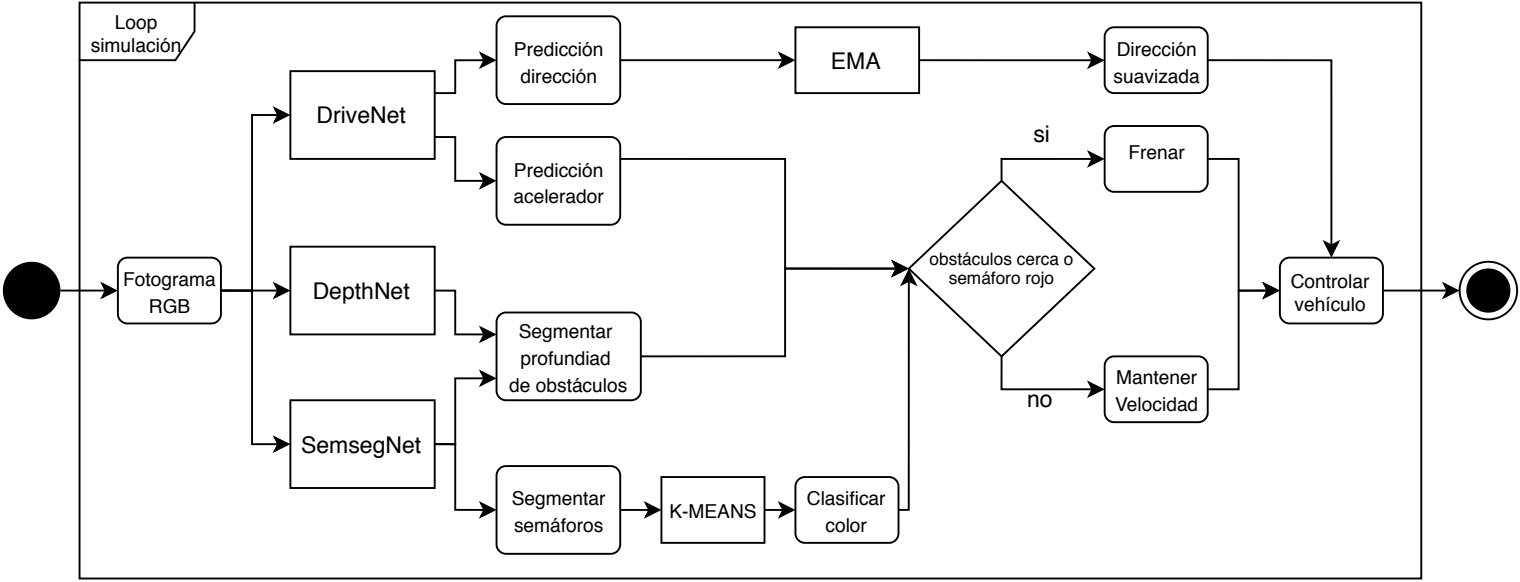 Loop
simulación
Fotograma
RGB
DriveNet
DepthNet
SemsegNet
Predicción
dirección
Predicción
acelerador
Segmentar
profundiad
de obstáculos
Segmentar
semáforos
K-MEANS
Clasificar
color
EMA
obstáculos cerca o
semáforo rojo
si
no
Dirección
suavizada
Frenar
Mantener
Velocidad
Controlar
vehículo